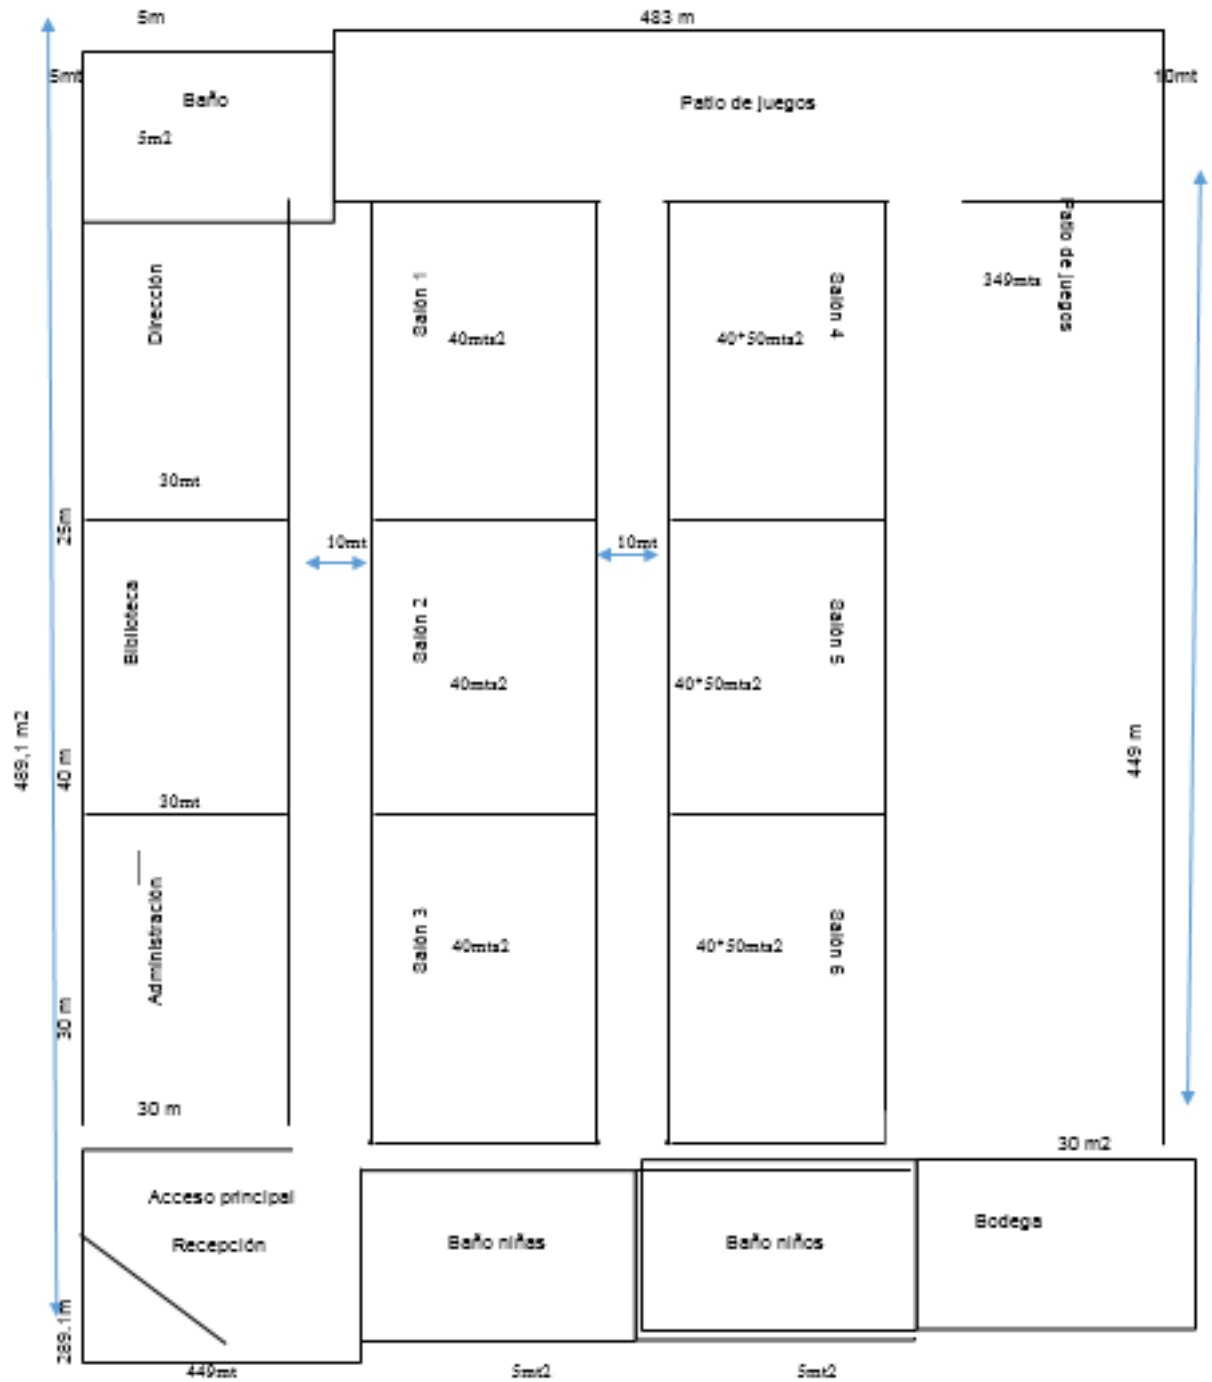 5m
483 m
5mt
10mt
Baño
Patio de juegos
5m2
Dirección
Salón 1
40mts2
40*50mts2
Salón 4
349mts
Patio de juegos
30mt
25m
10mt
10mt
Biblioteca
Salón 2
40mts2
40*50mts2
Salón 5
489,1 m2
40 m
449 m
30mt
Administración
Salón 3
40mts2
40*50mts2
Salón 6
30 m
30 m
30 m2
Acceso principal
Recepción
Baño niñas
Baño niños
Bodega
289.1m
449mt
5mt2
5mt2